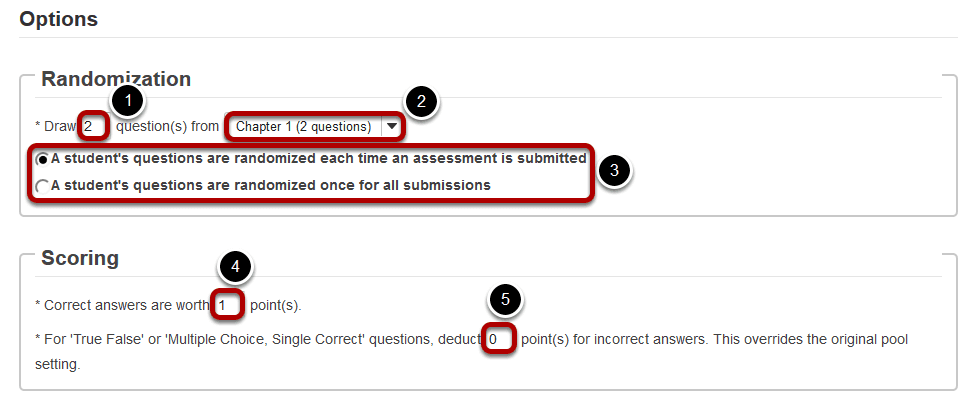 Options
Randomization
1
2
* Draw 2 question(s) from Chapter 1 (2 questions)
A student's questions are randomized each time an assessment is submitted
3
A student's questions are randomized once for all submissions
Scoring
4
* Correct answers are worth 1 point(s).
5
* For 'True False' or 'Multiple Choice, Single Correct' questions, deduct 0 point(s) for incorrect answers. This overrides the original pool
setting.